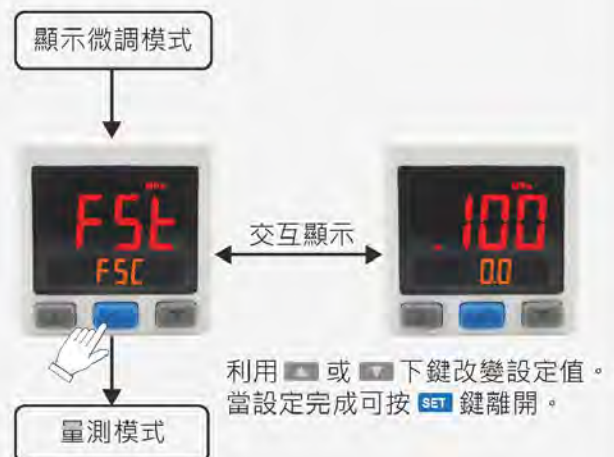 顯示微調模式
FSt
FSC
交互顯示
-.100
0.0
利用 ▲ 或 ▼ 下鍵改變設定值。
當設定完成可按 SET 鍵離開。
量測模式